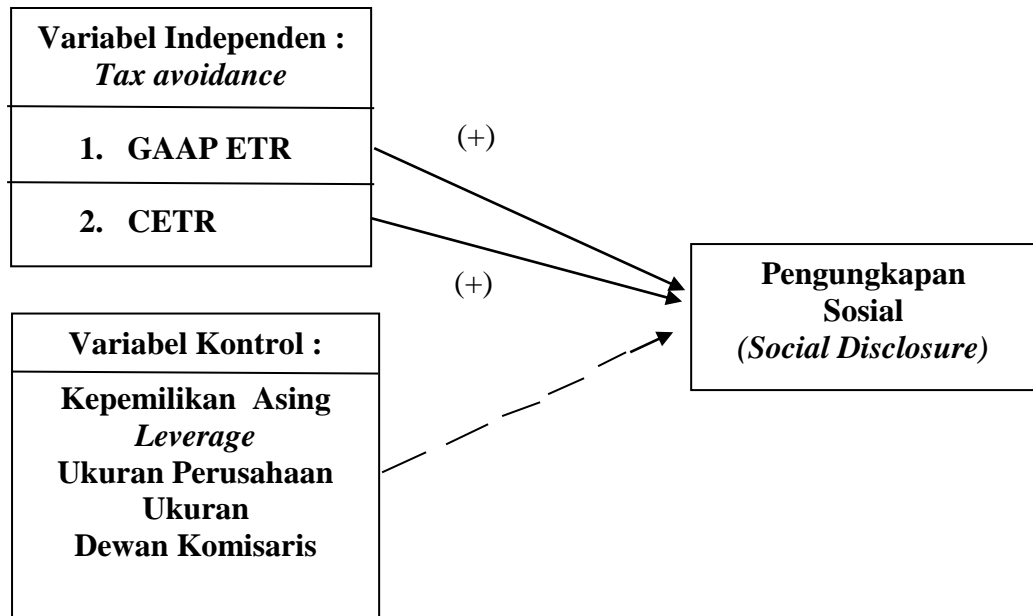 Variabel Independen :
Tax avoidance
1. GAAP ETR
(+)
2. CETR
(+)
Variabel Kontrol :
Kepemilikan Asing
Leverage
Ukuran Perusahaan
Ukuran
Dewan Komisaris
Pengungkapan
Sosial
(Social Disclosure)